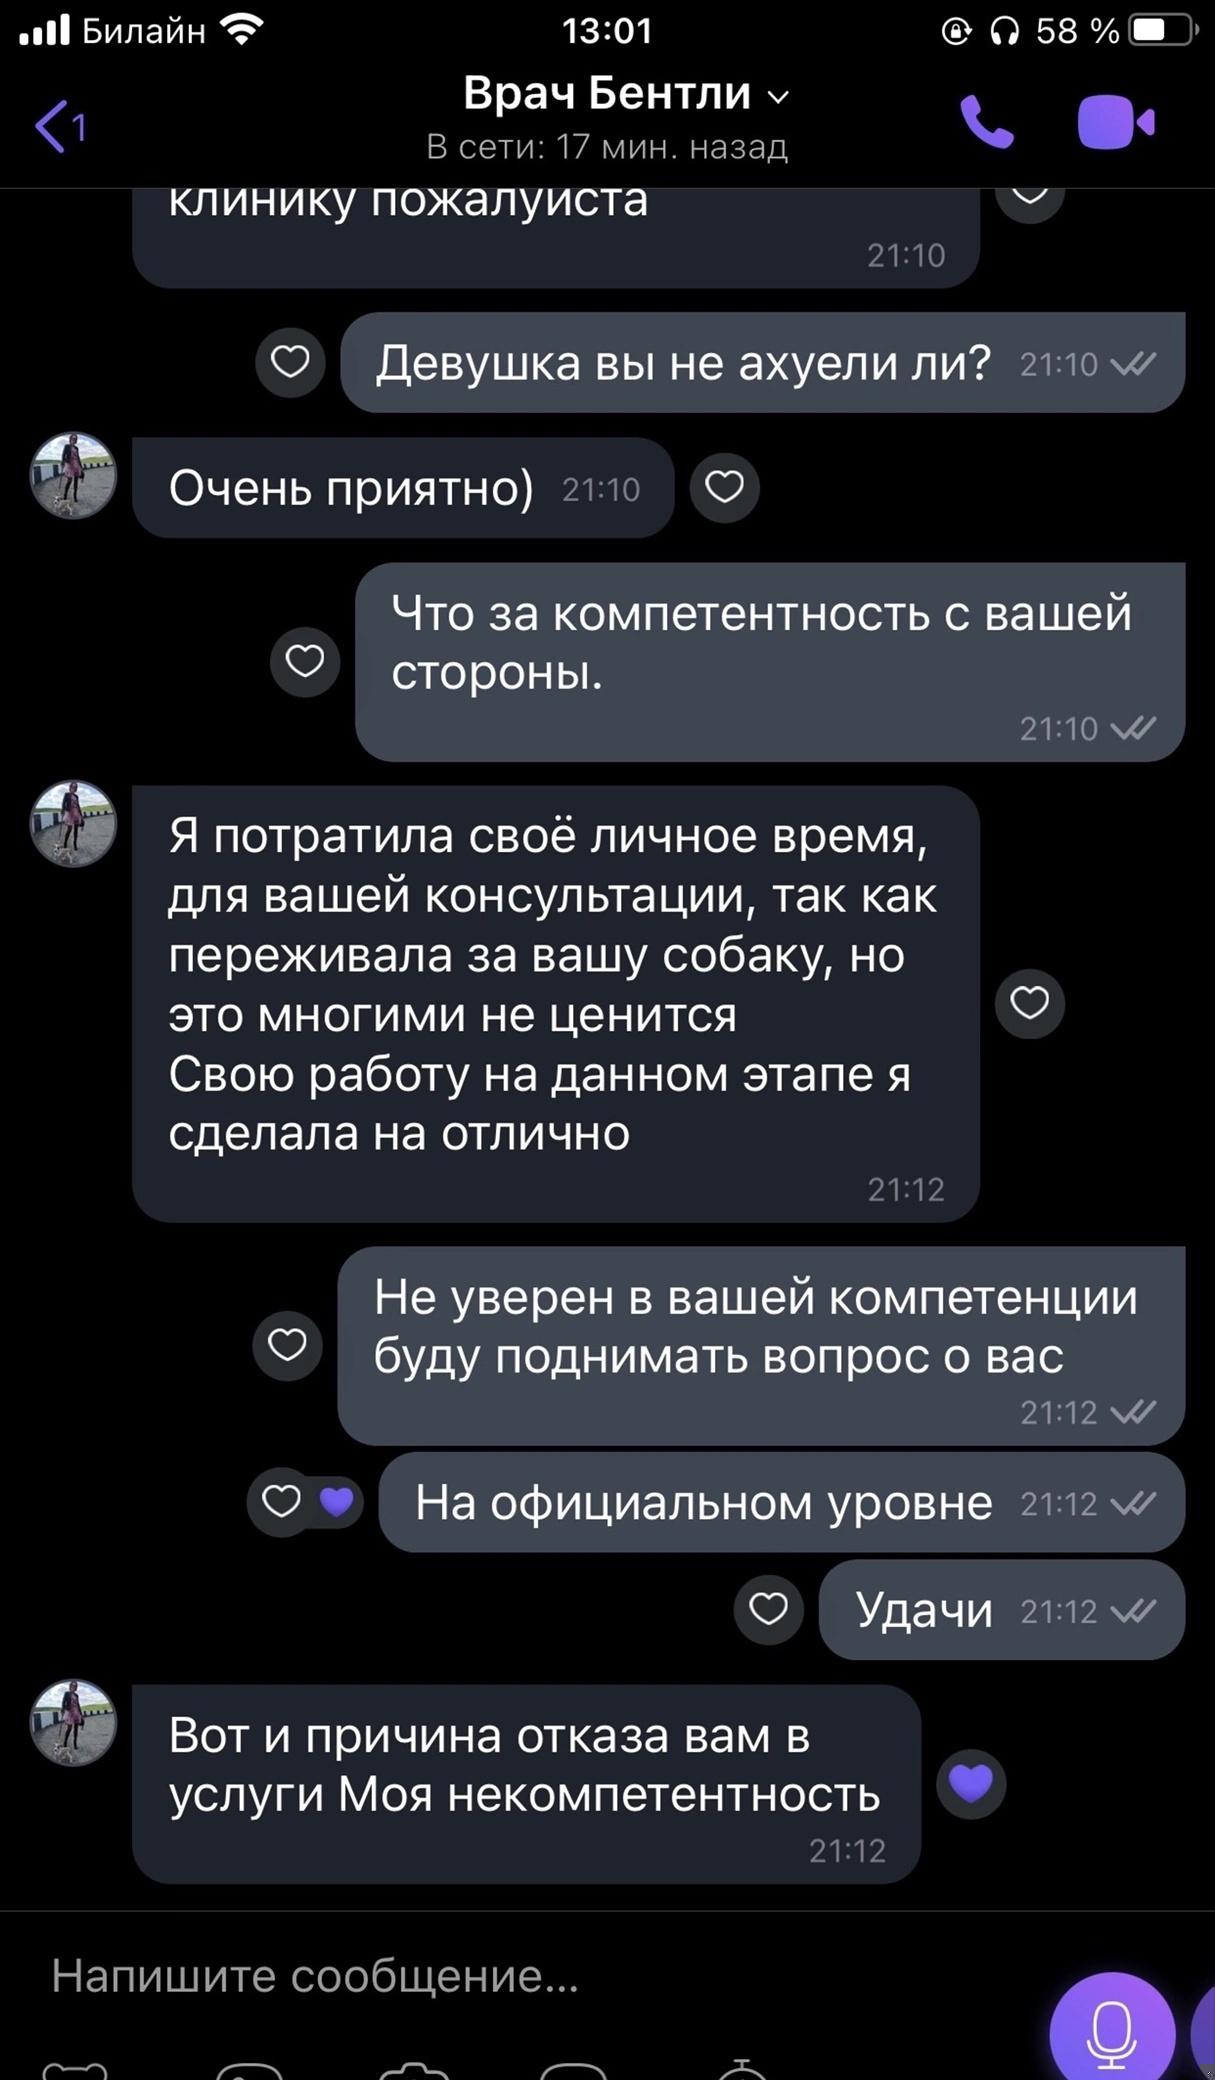 Билайн 13:01 58 %
1 Врач Бентли
В сети: 17 мин. назад
клинику пожалуйста
21:10
Девушка вы не ахуели ли? 21:10
Очень приятно) 21:10
Что за компетентность с вашей
стороны.
21:10
Я потратила своё личное время,
для вашей консультации, так как
переживала за вашу собаку, но
это многими не ценится
Свою работу на данном этапе я
сделала на отлично
21:12
Не уверен в вашей компетенции
буду поднимать вопрос о вас
21:12
На официальном уровне 21:12
Удачи 21:12
Вот и причина отказа вам в
услуги Моя некомпетентность
21:12
Напишите сообщение...